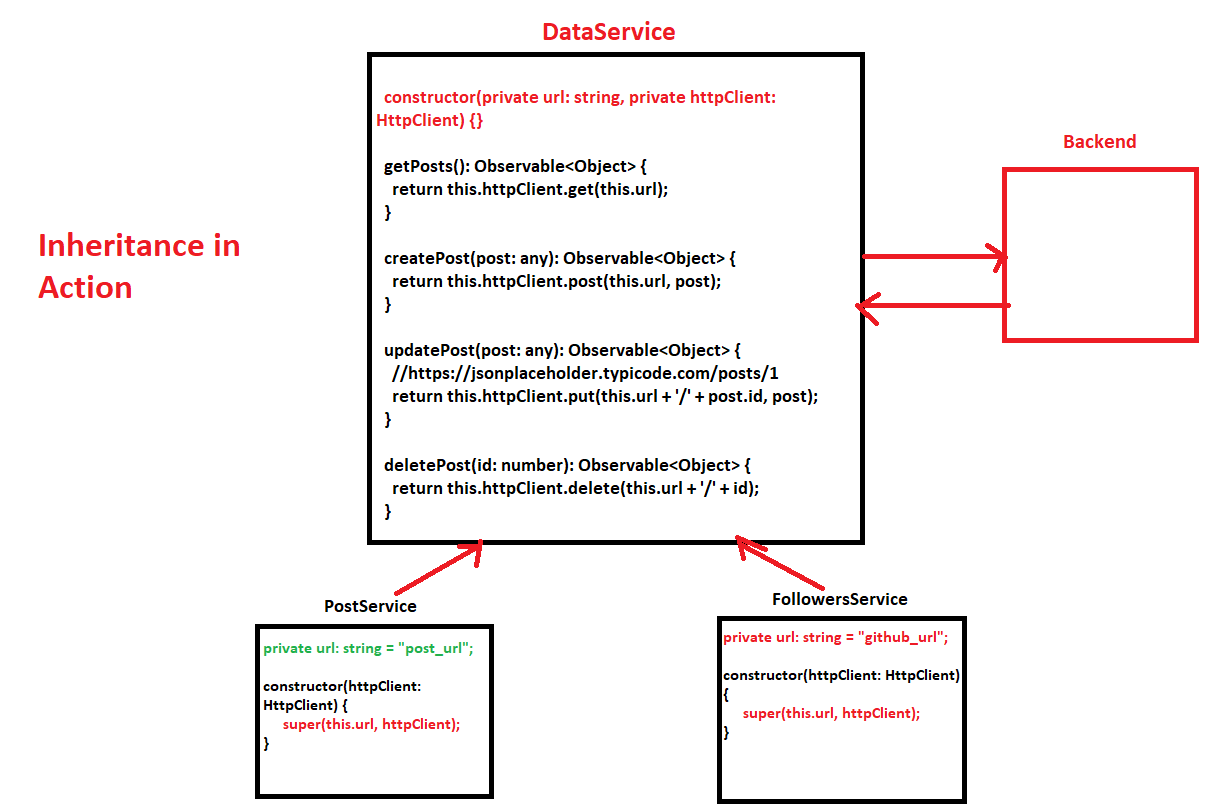 DataService
constructor(private url: string, private httpClient:
HttpClient) {}
getPosts(): Observable<Object> {
return this.httpClient.get(this.url);
}
createPost(post: any): Observable<Object> {
return this.httpClient.post(this.url, post);
}
updatePost(post: any): Observable<Object> {
//https://jsonplaceholder.typicode.com/posts/1
return this.httpClient.put(this.url + '/' + post.id, post);
}
deletePost(id: number): Observable<Object> {
return this.httpClient.delete(this.url + '/' + id);
}
Backend
Inheritance in
Action
PostService
private url: string = "post_url";
constructor(httpClient:
HttpClient) {
super(this.url, httpClient);
}
FollowersService
private url: string = "github_url";
constructor(httpClient: HttpClient)
{
super(this.url, httpClient);
}